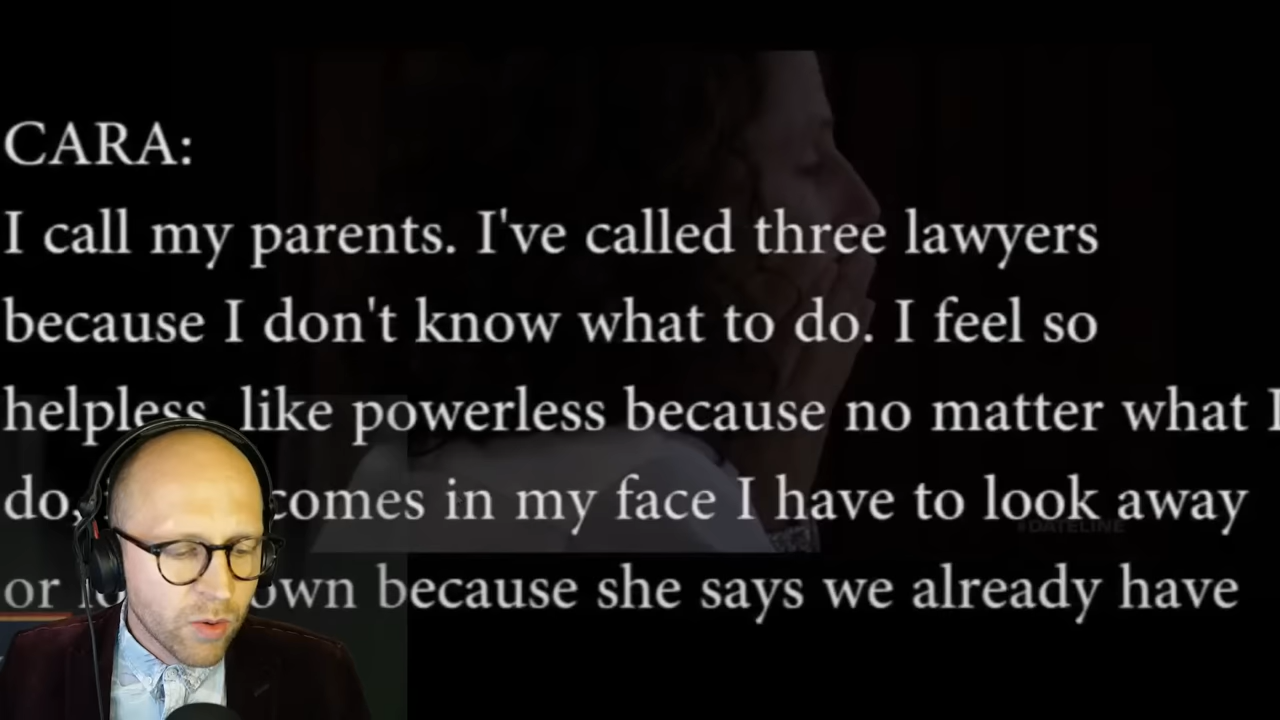 CARA:
I call my parents. I've called three lawyers
because I don't know what to do. I feel so
helpless, like powerless because no matter what I
do, comes in my face I have to look away
or because she says we already have
#DATELINE